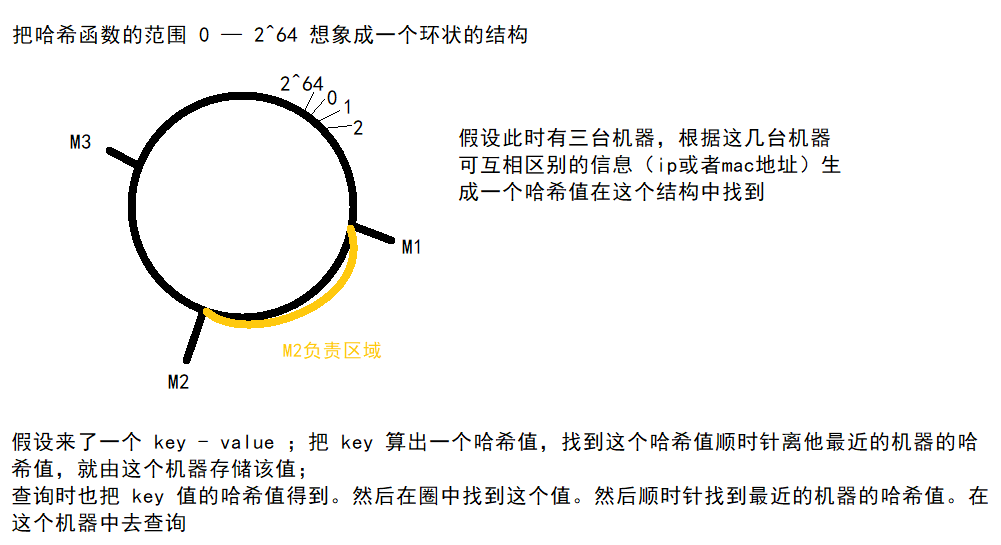 把哈希函数的范围 0 — 2^64 想象成一个环状的结构
2^64
0
1
2
M3
假设此时有三台机器，根据这几台机器
可互相区别的信息（ip或者mac地址）生
成一个哈希值在这个结构中找到
M1
M2负责区域
M2
假设来了一个 key - value ；把 key 算出一个哈希值，找到这个哈希值顺时针离他最近的机器的哈
希值，就由这个机器存储该值；
查询时也把 key 值的哈希值得到。然后在圈中找到这个值。然后顺时针找到最近的机器的哈希值。在
这个机器中去查询